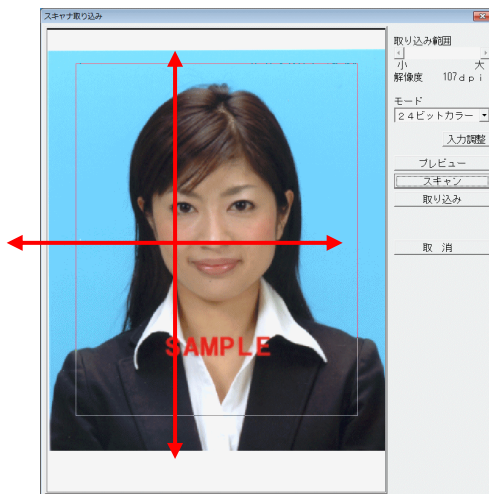 スキャナ取り込み
取り込み範囲
小 大
解像度 107dpi
モード
24ビットカラー
入力調整
プレビュー
スキャン
取り込み
取 消
SAMPLE